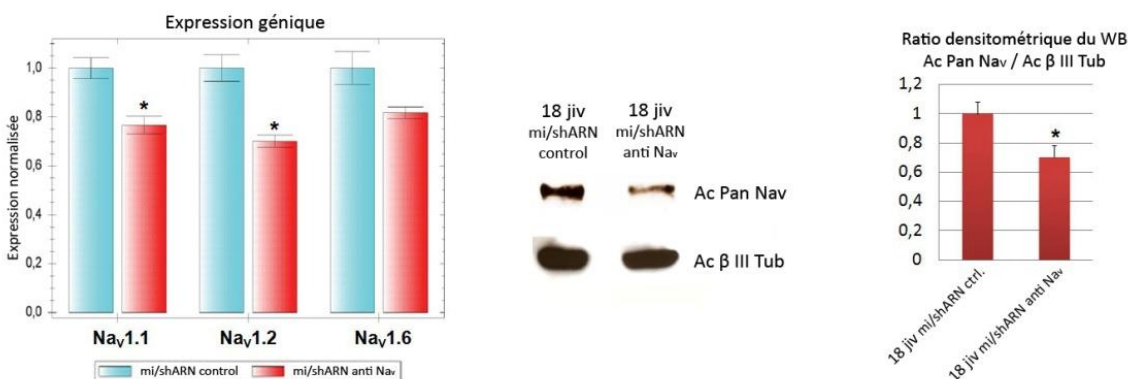 Expression génique
Expression normalisée
1,0
0,8
0,6
0,4
0,2
0,0
*
*
Nav1.1
Nav1.2
Nav1.6
mi/shARN control
mi/shARN anti Nav
18 jiv
mi/shARN
control
18 jiv
mi/shARN
anti Nav
Ac Pan Nav
Ac β III Tub
Ratio densitométrique du WB
Ac Pan Nav / Ac β III Tub
1,2
1
0,8
0,6
0,4
0,2
0
*
18 jiv mi/shARN ctrl.
18 jiv mi/shARN anti Nav